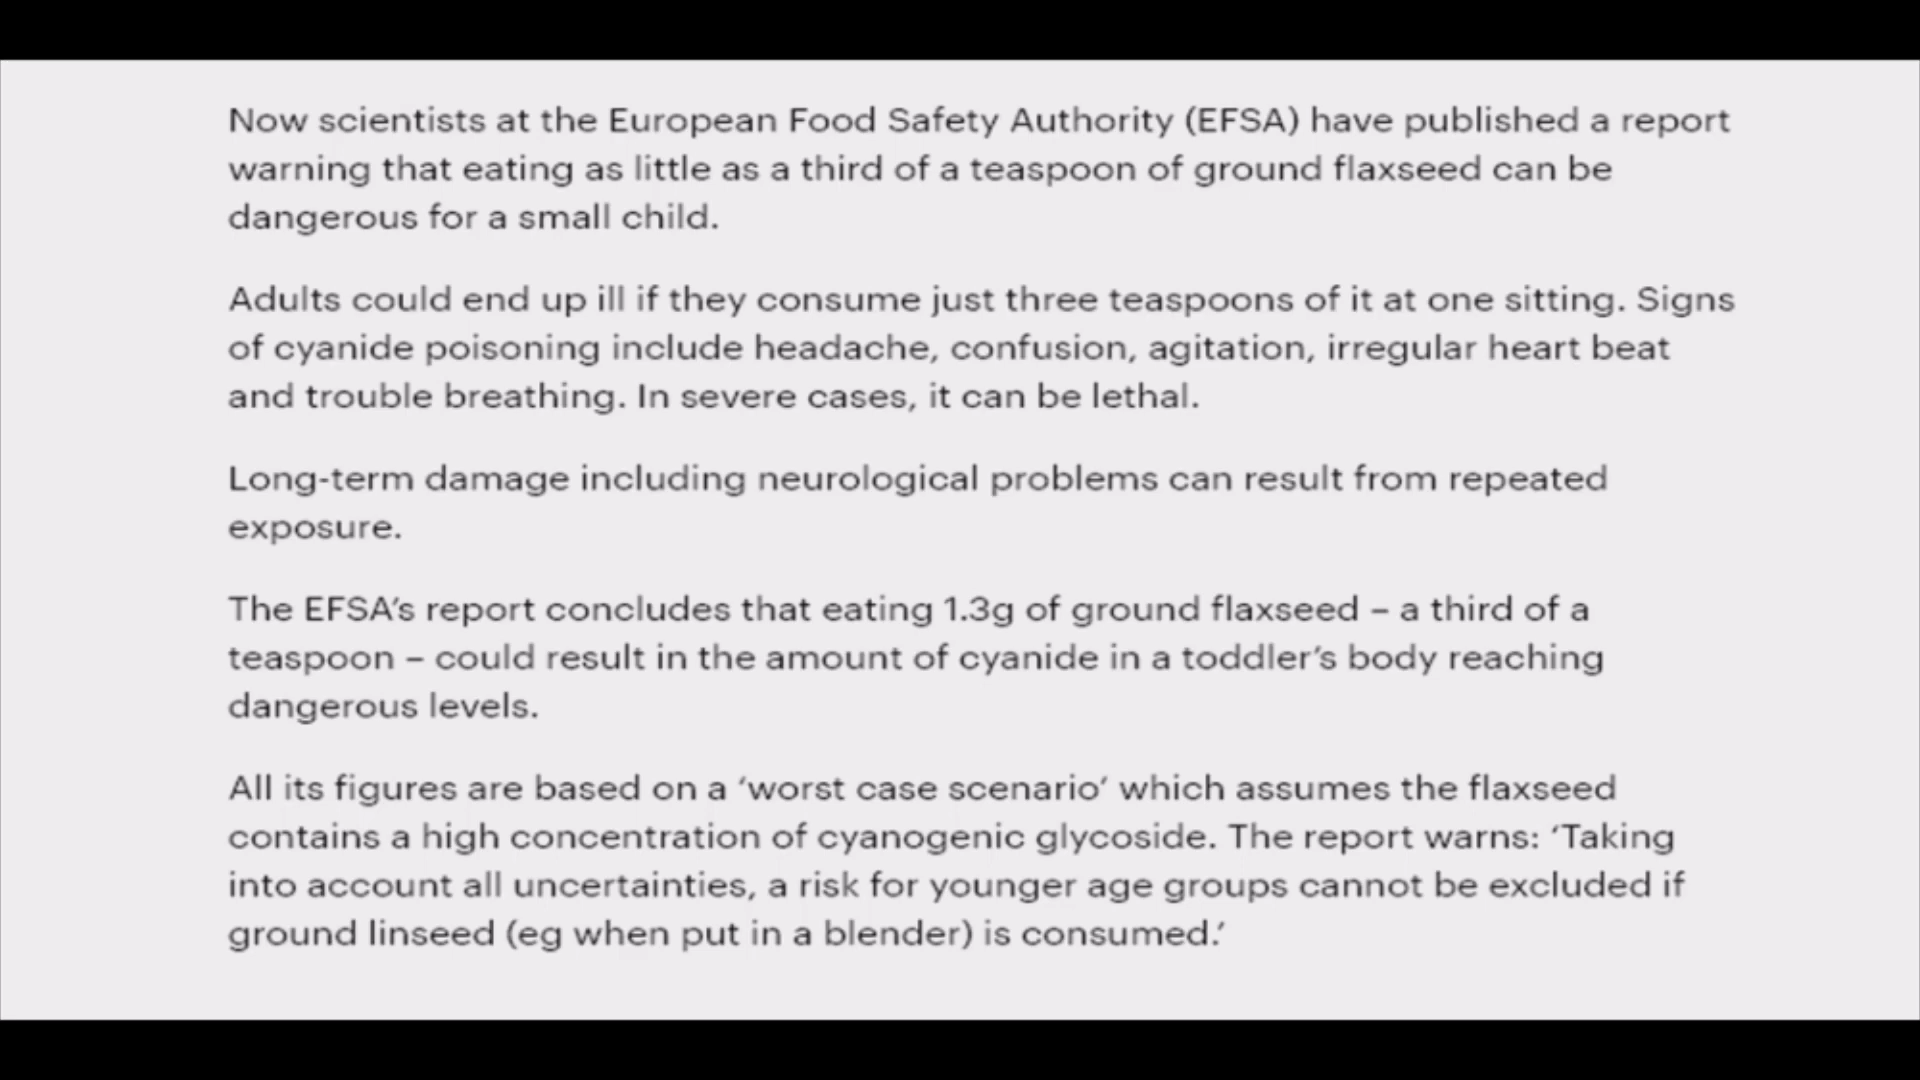 Now scientists at the European Food Safety Authority (EFSA) have published a report
warning that eating as little as a third of a teaspoon of ground flaxseed can be
dangerous for a small child.
Adults could end up ill if they consume just three teaspoons of it at one sitting. Signs
of cyanide poisoning include headache, confusion, agitation, irregular heart beat
and trouble breathing. In severe cases, it can be lethal.
Long-term damage including neurological problems can result from repeated
exposure.
The EFSA’s report concludes that eating 1.3g of ground flaxseed – a third of a
teaspoon – could result in the amount of cyanide in a toddler’s body reaching
dangerous levels.
All its figures are based on a ‘worst case scenario’ which assumes the flaxseed
contains a high concentration of cyanogenic glycoside. The report warns: ‘Taking
into account all uncertainties, a risk for younger age groups cannot be excluded if
ground linseed (eg when put in a blender) is consumed.’